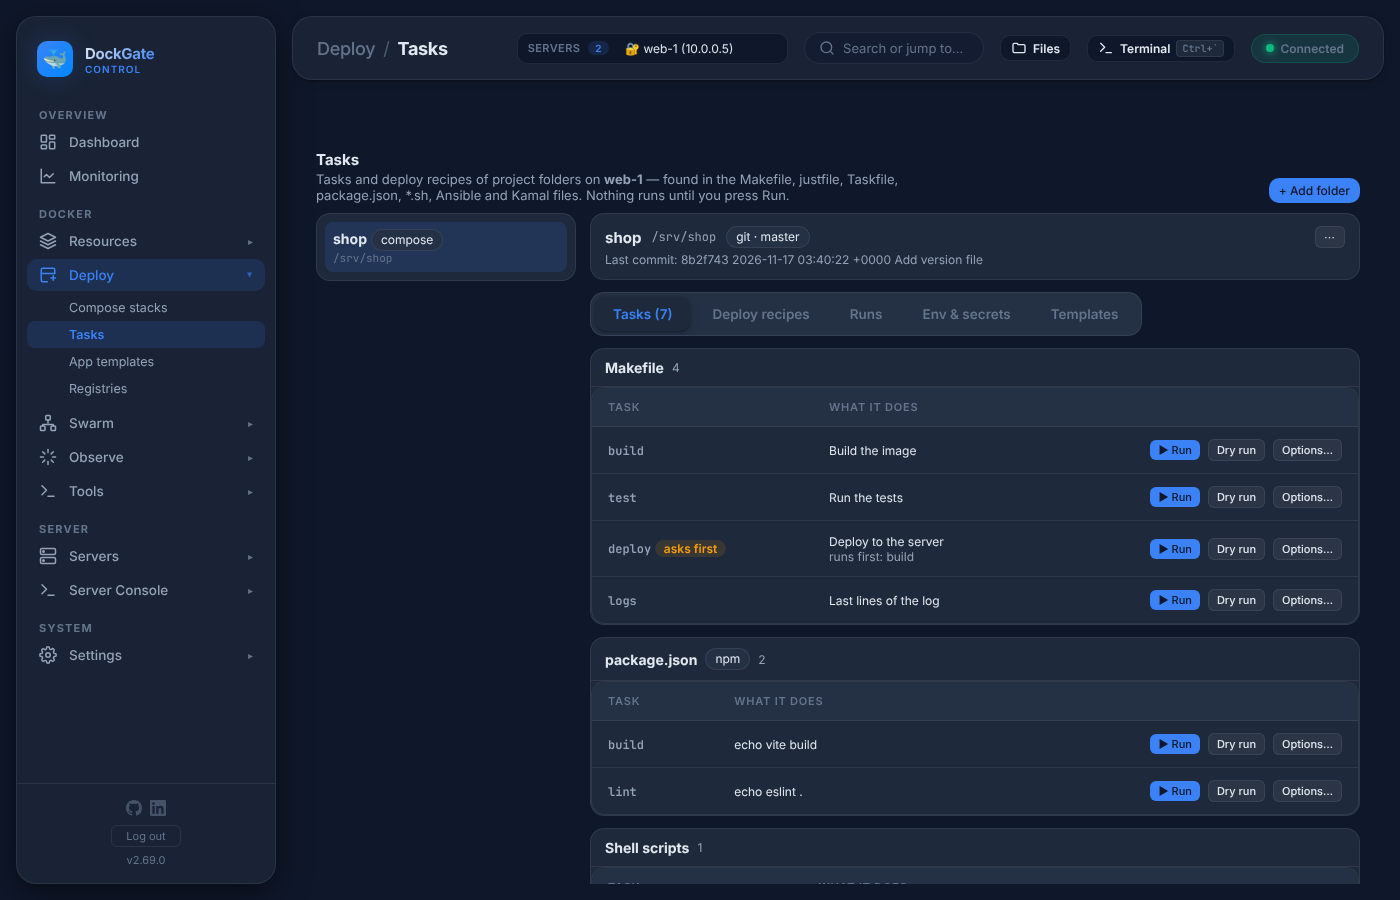 DockGate
CONTROL
OVERVIEW
Dashboard
Monitoring
DOCKER
Resources
Deploy
Compose stacks
Tasks
App templates
Registries
Swarm
Observe
Tools
SERVER
Servers
Server Console
SYSTEM
Settings
Log out
v2.69.0
Deploy / Tasks
SERVERS 2 web-1 (10.0.0.5)
Search or jump to...
Files
Terminal Ctrl+`
Connected
Tasks
Tasks and deploy recipes of project folders on web-1 — found in the Makefile, justfile, Taskfile,
package.json, *.sh, Ansible and Kamal files. Nothing runs until you press Run.
+ Add folder
shop compose
/srv/shop
shop /srv/shop git · master ...
Last commit: 8b2f743 2026-11-17 03:40:22 +0000 Add version file
Tasks (7) Deploy recipes Runs Env & secrets Templates
Makefile 4
TASK WHAT IT DOES
build Build the image ▶ Run Dry run Options...
test Run the tests ▶ Run Dry run Options...
deploy asks first Deploy to the server ▶ Run Dry run Options...
runs first: build
logs Last lines of the log ▶ Run Dry run Options...
package.json npm 2
TASK WHAT IT DOES
build echo vite build ▶ Run Dry run Options...
lint echo eslint . ▶ Run Dry run Options...
Shell scripts 1
TASK WHAT IT DOES